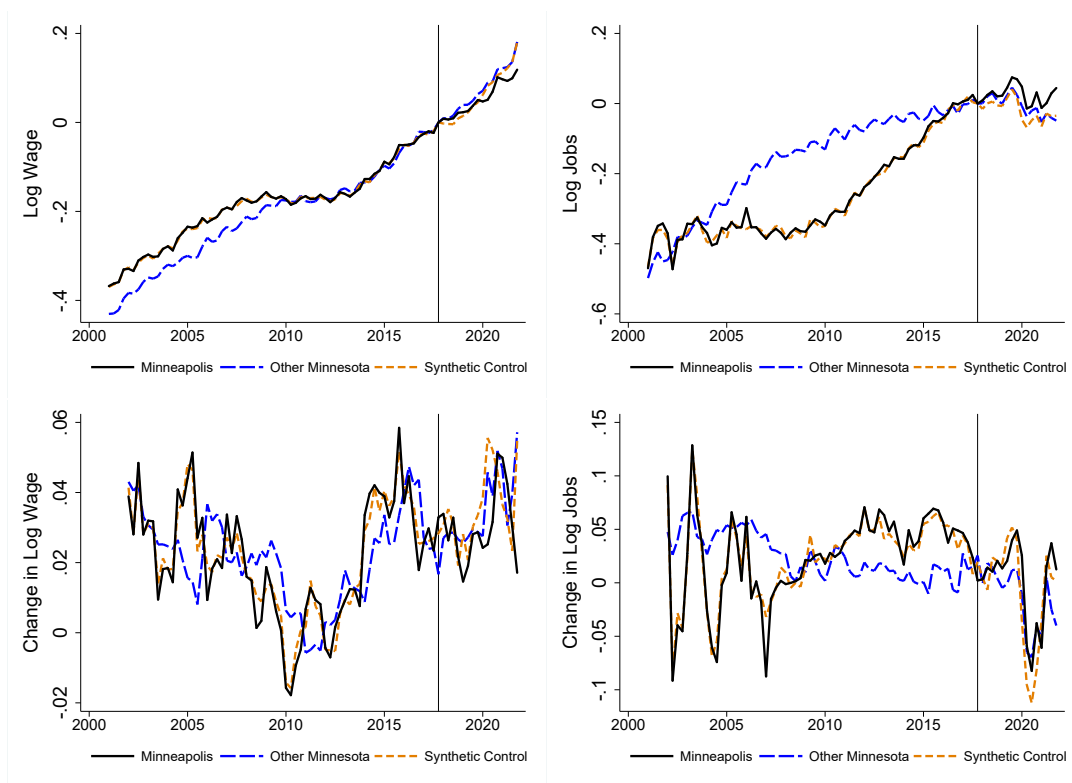 .2
0
-.2
-.4
Log Wage
2000 2005 2010 2015 2020
Minneapolis Other Minnesota Synthetic Control
.2
0
-.2
-.4
-.6
Log Jobs
2000 2005 2010 2015 2020
Minneapolis Other Minnesota Synthetic Control
.06
.04
.02
0
-.02
Change in Log Wage
2000 2005 2010 2015 2020
Minneapolis Other Minnesota Synthetic Control
.15
.1
.05
0
-.05
-.1
Change in Log Jobs
2000 2005 2010 2015 2020
Minneapolis Other Minnesota Synthetic Control